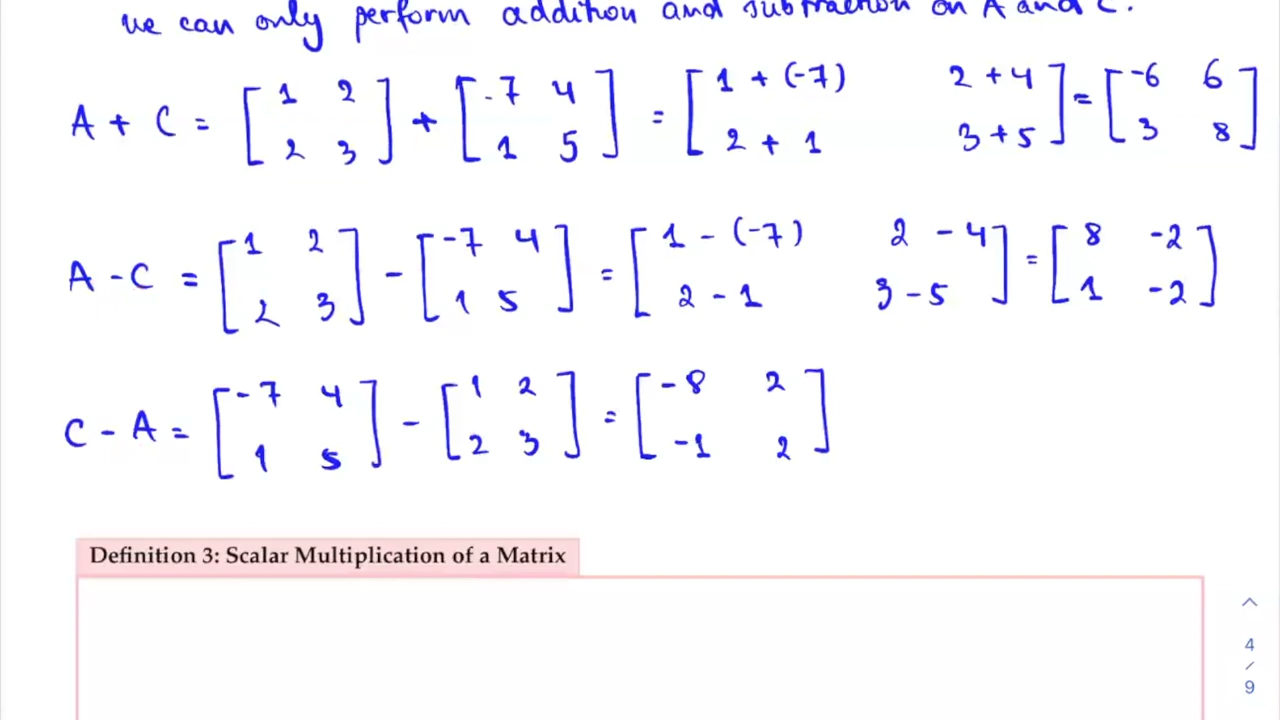 we can only perform addition and subtraction on A and C.
A + C = [ 1 2 ; 2 3 ] + [ -7 4 ; 1 5 ] = [ 1 + (-7) 2 + 4 ; 2 + 1 3 + 5 ] = [ -6 6 ; 3 8 ]
A - C = [ 1 2 ; 2 3 ] - [ -7 4 ; 1 5 ] = [ 1 - (-7) 2 - 4 ; 2 - 1 3 - 5 ] = [ 8 -2 ; 1 -2 ]
C - A = [ -7 4 ; 1 5 ] - [ 1 2 ; 2 3 ] = [ -8 2 ; -1 2 ]
Definition 3: Scalar Multiplication of a Matrix
4
/
9